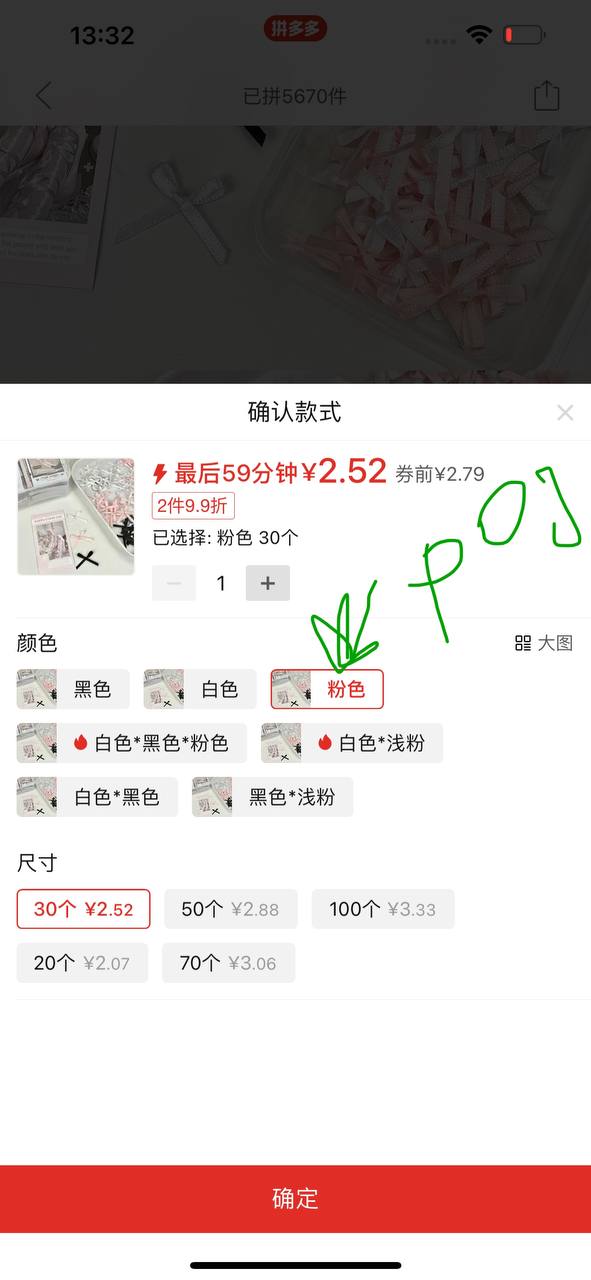 13:32
拼多多
已拼5670件
确认款式
最后59分钟¥2.52 券前¥2.79
2件9.9折
已选择: 粉色 30个
1
颜色
大图
黑色
白色
粉色
白色*黑色*粉色
白色*浅粉
白色*黑色
黑色*浅粉
尺寸
30个 ¥2.52
50个 ¥2.88
100个 ¥3.33
20个 ¥2.07
70个 ¥3.06
确定